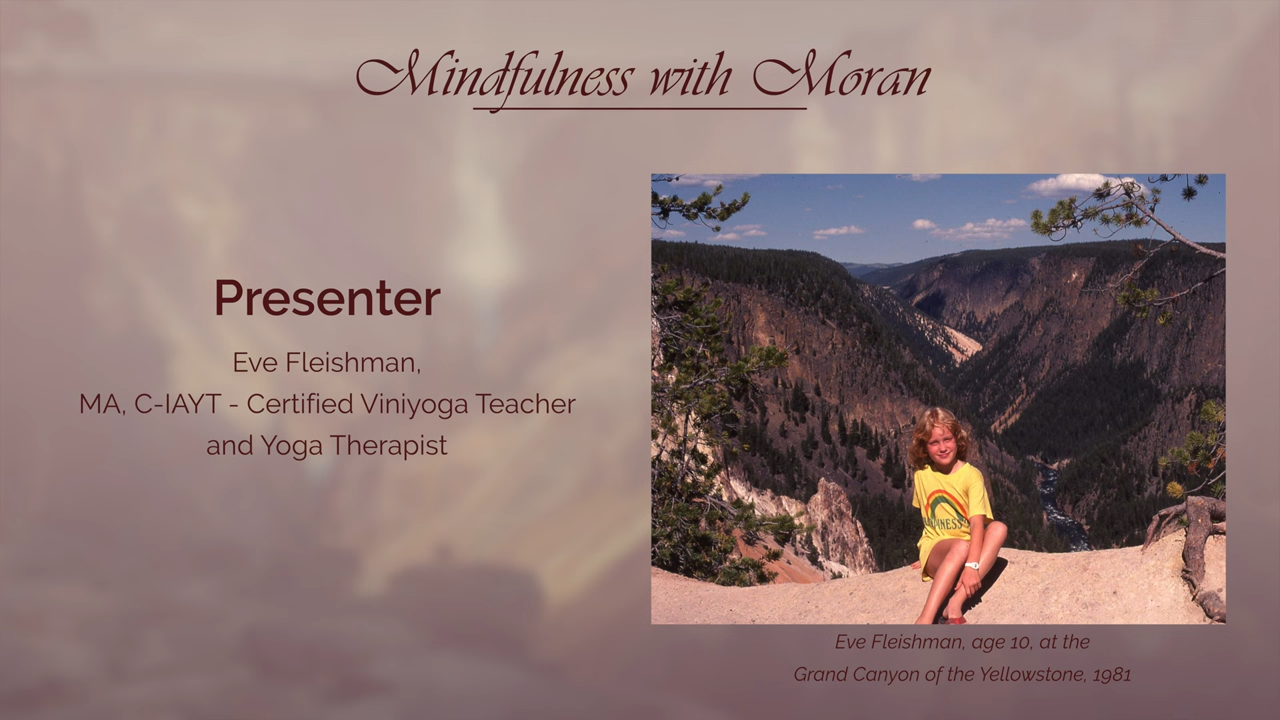 Mindfulness with Moran
Presenter
Eve Fleishman,
MA, C-IAYT - Certified Viniyoga Teacher
and Yoga Therapist
Eve Fleishman, age 10, at the
Grand Canyon of the Yellowstone, 1981